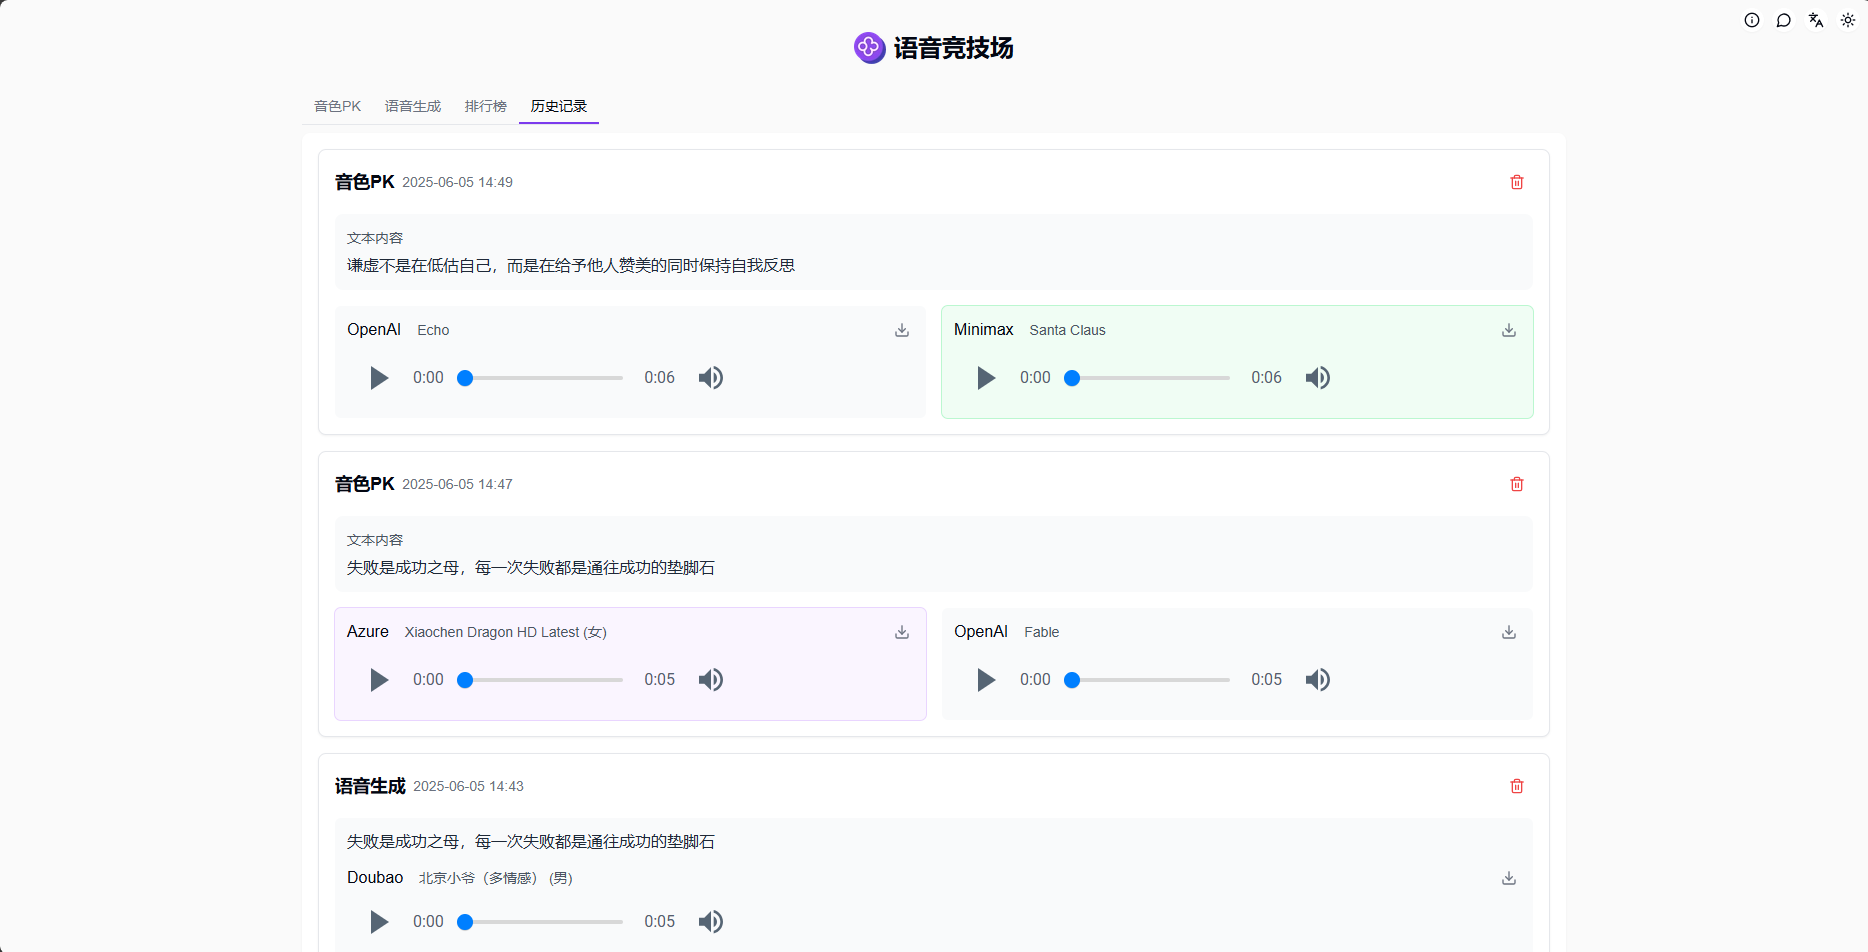 语音竞技场
音色PK 语音生成 排行榜 历史记录
音色PK 2025-06-05 14:49
文本内容
谦虚不是在低估自己，而是在给予他人赞美的同时保持自我反思
OpenAI Echo
0:00 0:06
Minimax Santa Claus
0:00 0:06
音色PK 2025-06-05 14:47
文本内容
失败是成功之母，每一次失败都是通往成功的垫脚石
Azure Xiaochen Dragon HD Latest (女)
0:00 0:05
OpenAI Fable
0:00 0:05
语音生成 2025-06-05 14:43
失败是成功之母，每一次失败都是通往成功的垫脚石
Doubao 北京小爷（多情感） (男)
0:00 0:05